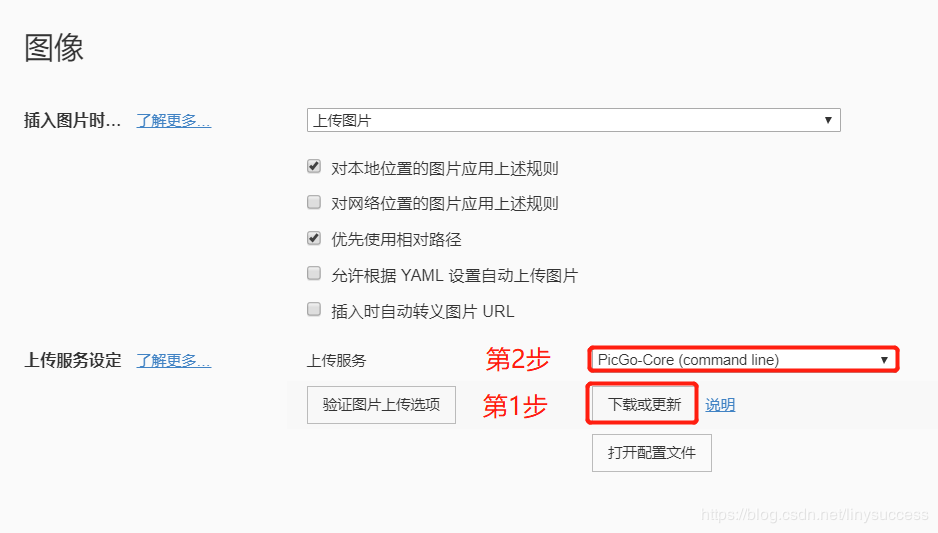 图像
插入图片时... 了解更多... 上传图片
对本地位置的图片应用上述规则
对网络位置的图片应用上述规则
优先使用相对路径
允许根据 YAML 设置自动上传图片
插入时自动转义图片 URL
上传服务设定 了解更多... 上传服务 第2步 PicGo-Core (command line)
验证图片上传选项 第1步 下载或更新 说明
打开配置文件
https://blog.csdn.net/linysuccess